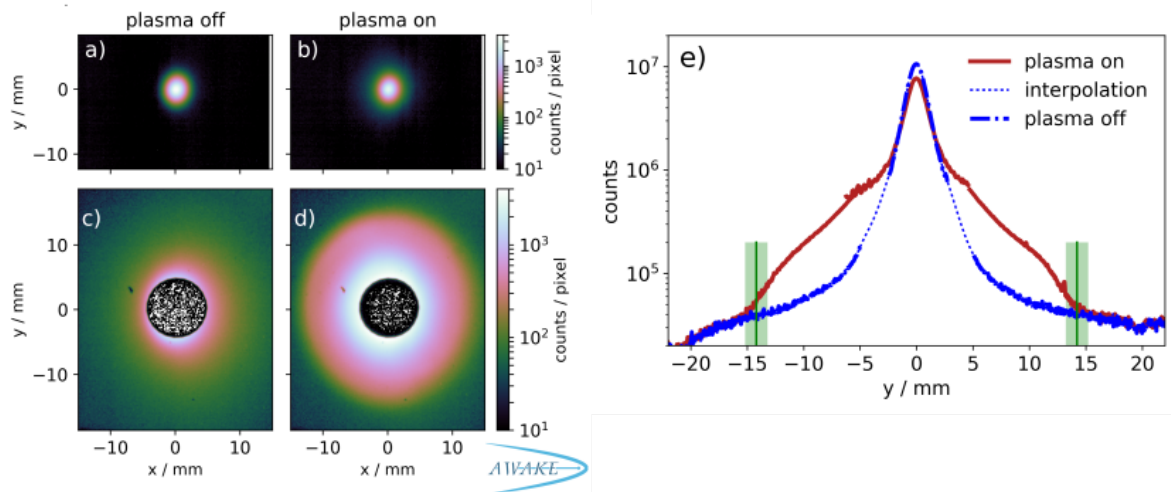 plasma off
plasma on
a)
b)
y / mm
0
−10
10³
10²
10¹
counts / pixel
c)
d)
y / mm
10
0
−10
10³
10²
10¹
counts / pixel
−10 0 10
−10 0 10
x / mm
x / mm
AWAKE
e)
plasma on
interpolation
plasma off
counts
10⁷
10⁶
10⁵
−20 −15 −10 −5 0 5 10 15 20
y / mm